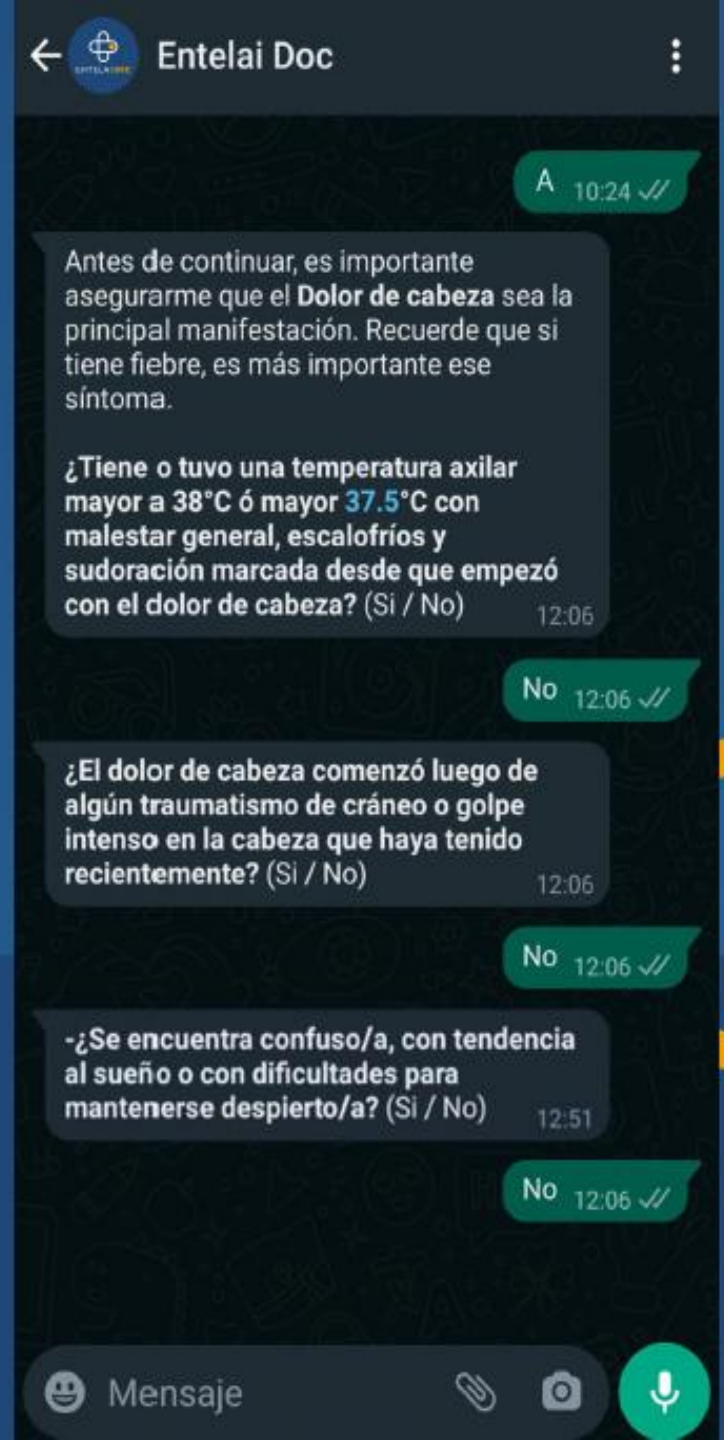 Entelai Doc
A 10:24
Antes de continuar, es importante
asegurarme que el Dolor de cabeza sea la
principal manifestación. Recuerde que si
tiene fiebre, es más importante ese
síntoma.
¿Tiene o tuvo una temperatura axilar
mayor a 38°C ó mayor 37.5°C con
malestar general, escalofríos y
sudoración marcada desde que empezó
con el dolor de cabeza? (Si / No) 12:06
No 12:06
¿El dolor de cabeza comenzó luego de
algún traumatismo de cráneo o golpe
intenso en la cabeza que haya tenido
recientemente? (Si / No) 12:06
No 12:06
-¿Se encuentra confuso/a, con tendencia
al sueño o con dificultades para
mantenerse despierto/a? (Si / No) 12:51
No 12:06
Mensaje